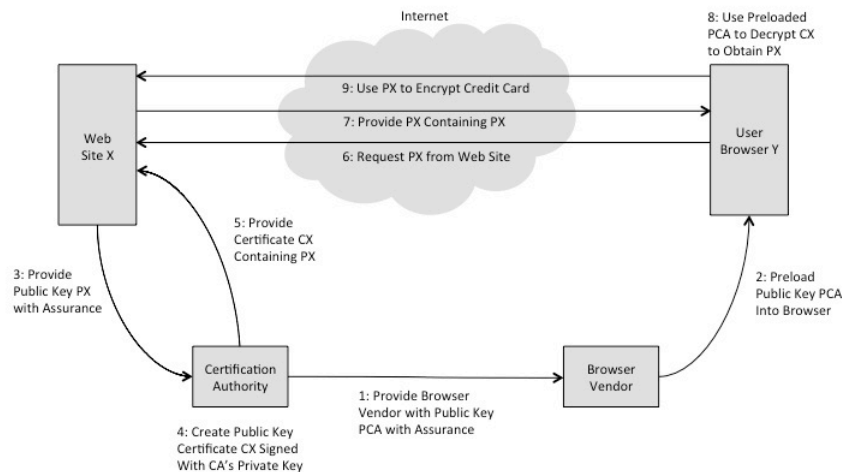 Internet
8: Use Preloaded
PCA to Decrypt CX
to Obtain PX
9: Use PX to Encrypt Credit Card
7: Provide PX Containing PX
6: Request PX from Web Site
Web
Site X
User
Browser Y
5: Provide
Certificate CX
Containing PX
3: Provide
Public Key PX
with Assurance
2: Preload
Public Key PCA
Into Browser
Certification
Authority
Browser
Vendor
1: Provide Browser
Vendor with Public Key
PCA with Assurance
4: Create Public Key
Certificate CX Signed
With CA's Private Key